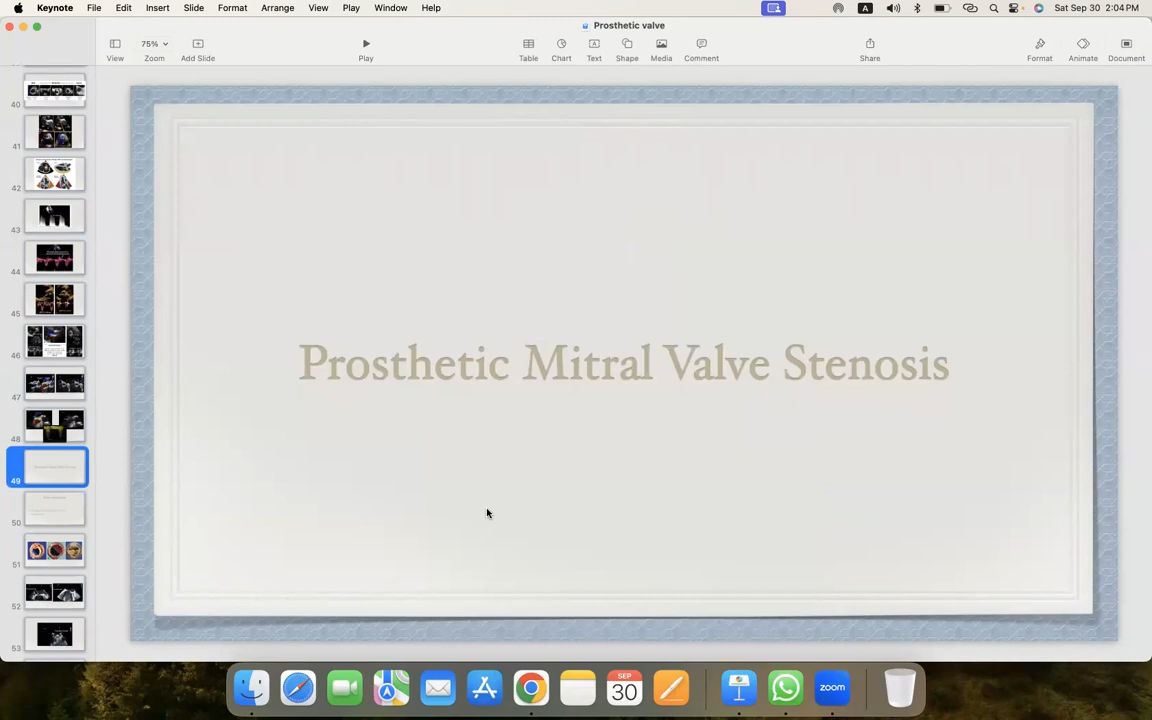 Keynote File Edit Insert Slide Format Arrange View Play Window Help A Sat Sep 30 2:04 PM
Prosthetic valve
75%
View Zoom Add Slide Play Table Chart Text Shape Media Comment Share Format Animate Document
40
41
42
43
44
45
46
47
48
49
50
51
52
53
Prosthetic Mitral Valve Stenosis
SEP
30
zoom